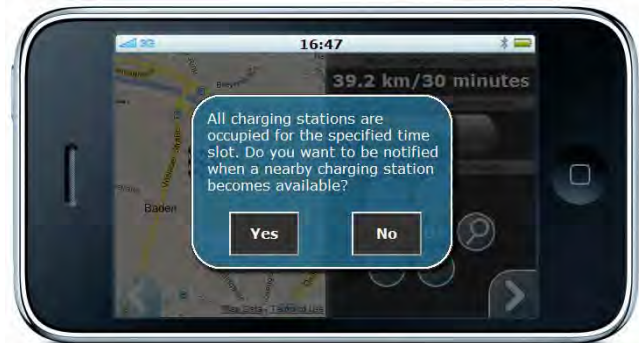 3G
16:47
39.2 km/30 minutes
All charging stations are
occupied for the specified time
slot. Do you want to be notified
when a nearby charging station
becomes available?
Yes
No
Baden